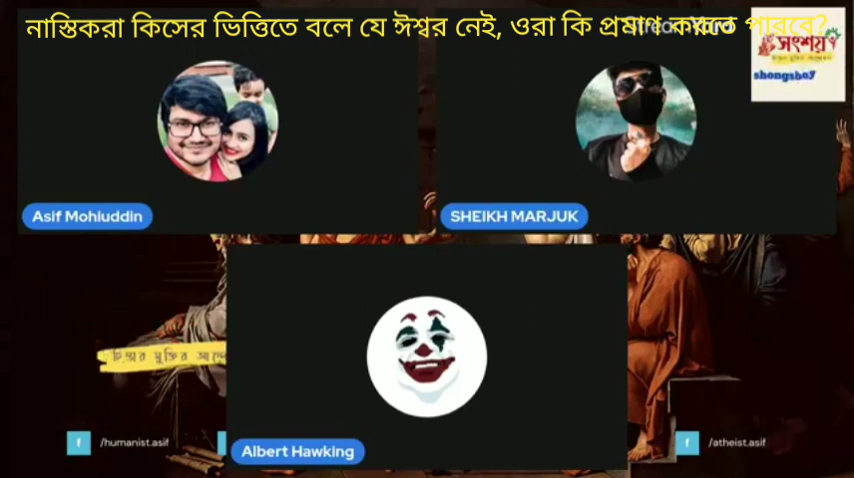 নাস্তিকরা কিসের ভিত্তিতে বলে যে ঈশ্বর নেই, ওরা কি প্রমাণ করতে পারবে?
StreamYard
সংশয়
shongshoy
Asif Mohiuddin
SHEIKH MARJUK
চিন্তার মুক্তির
Albert Hawking
/humanist.asif
/atheist.asif